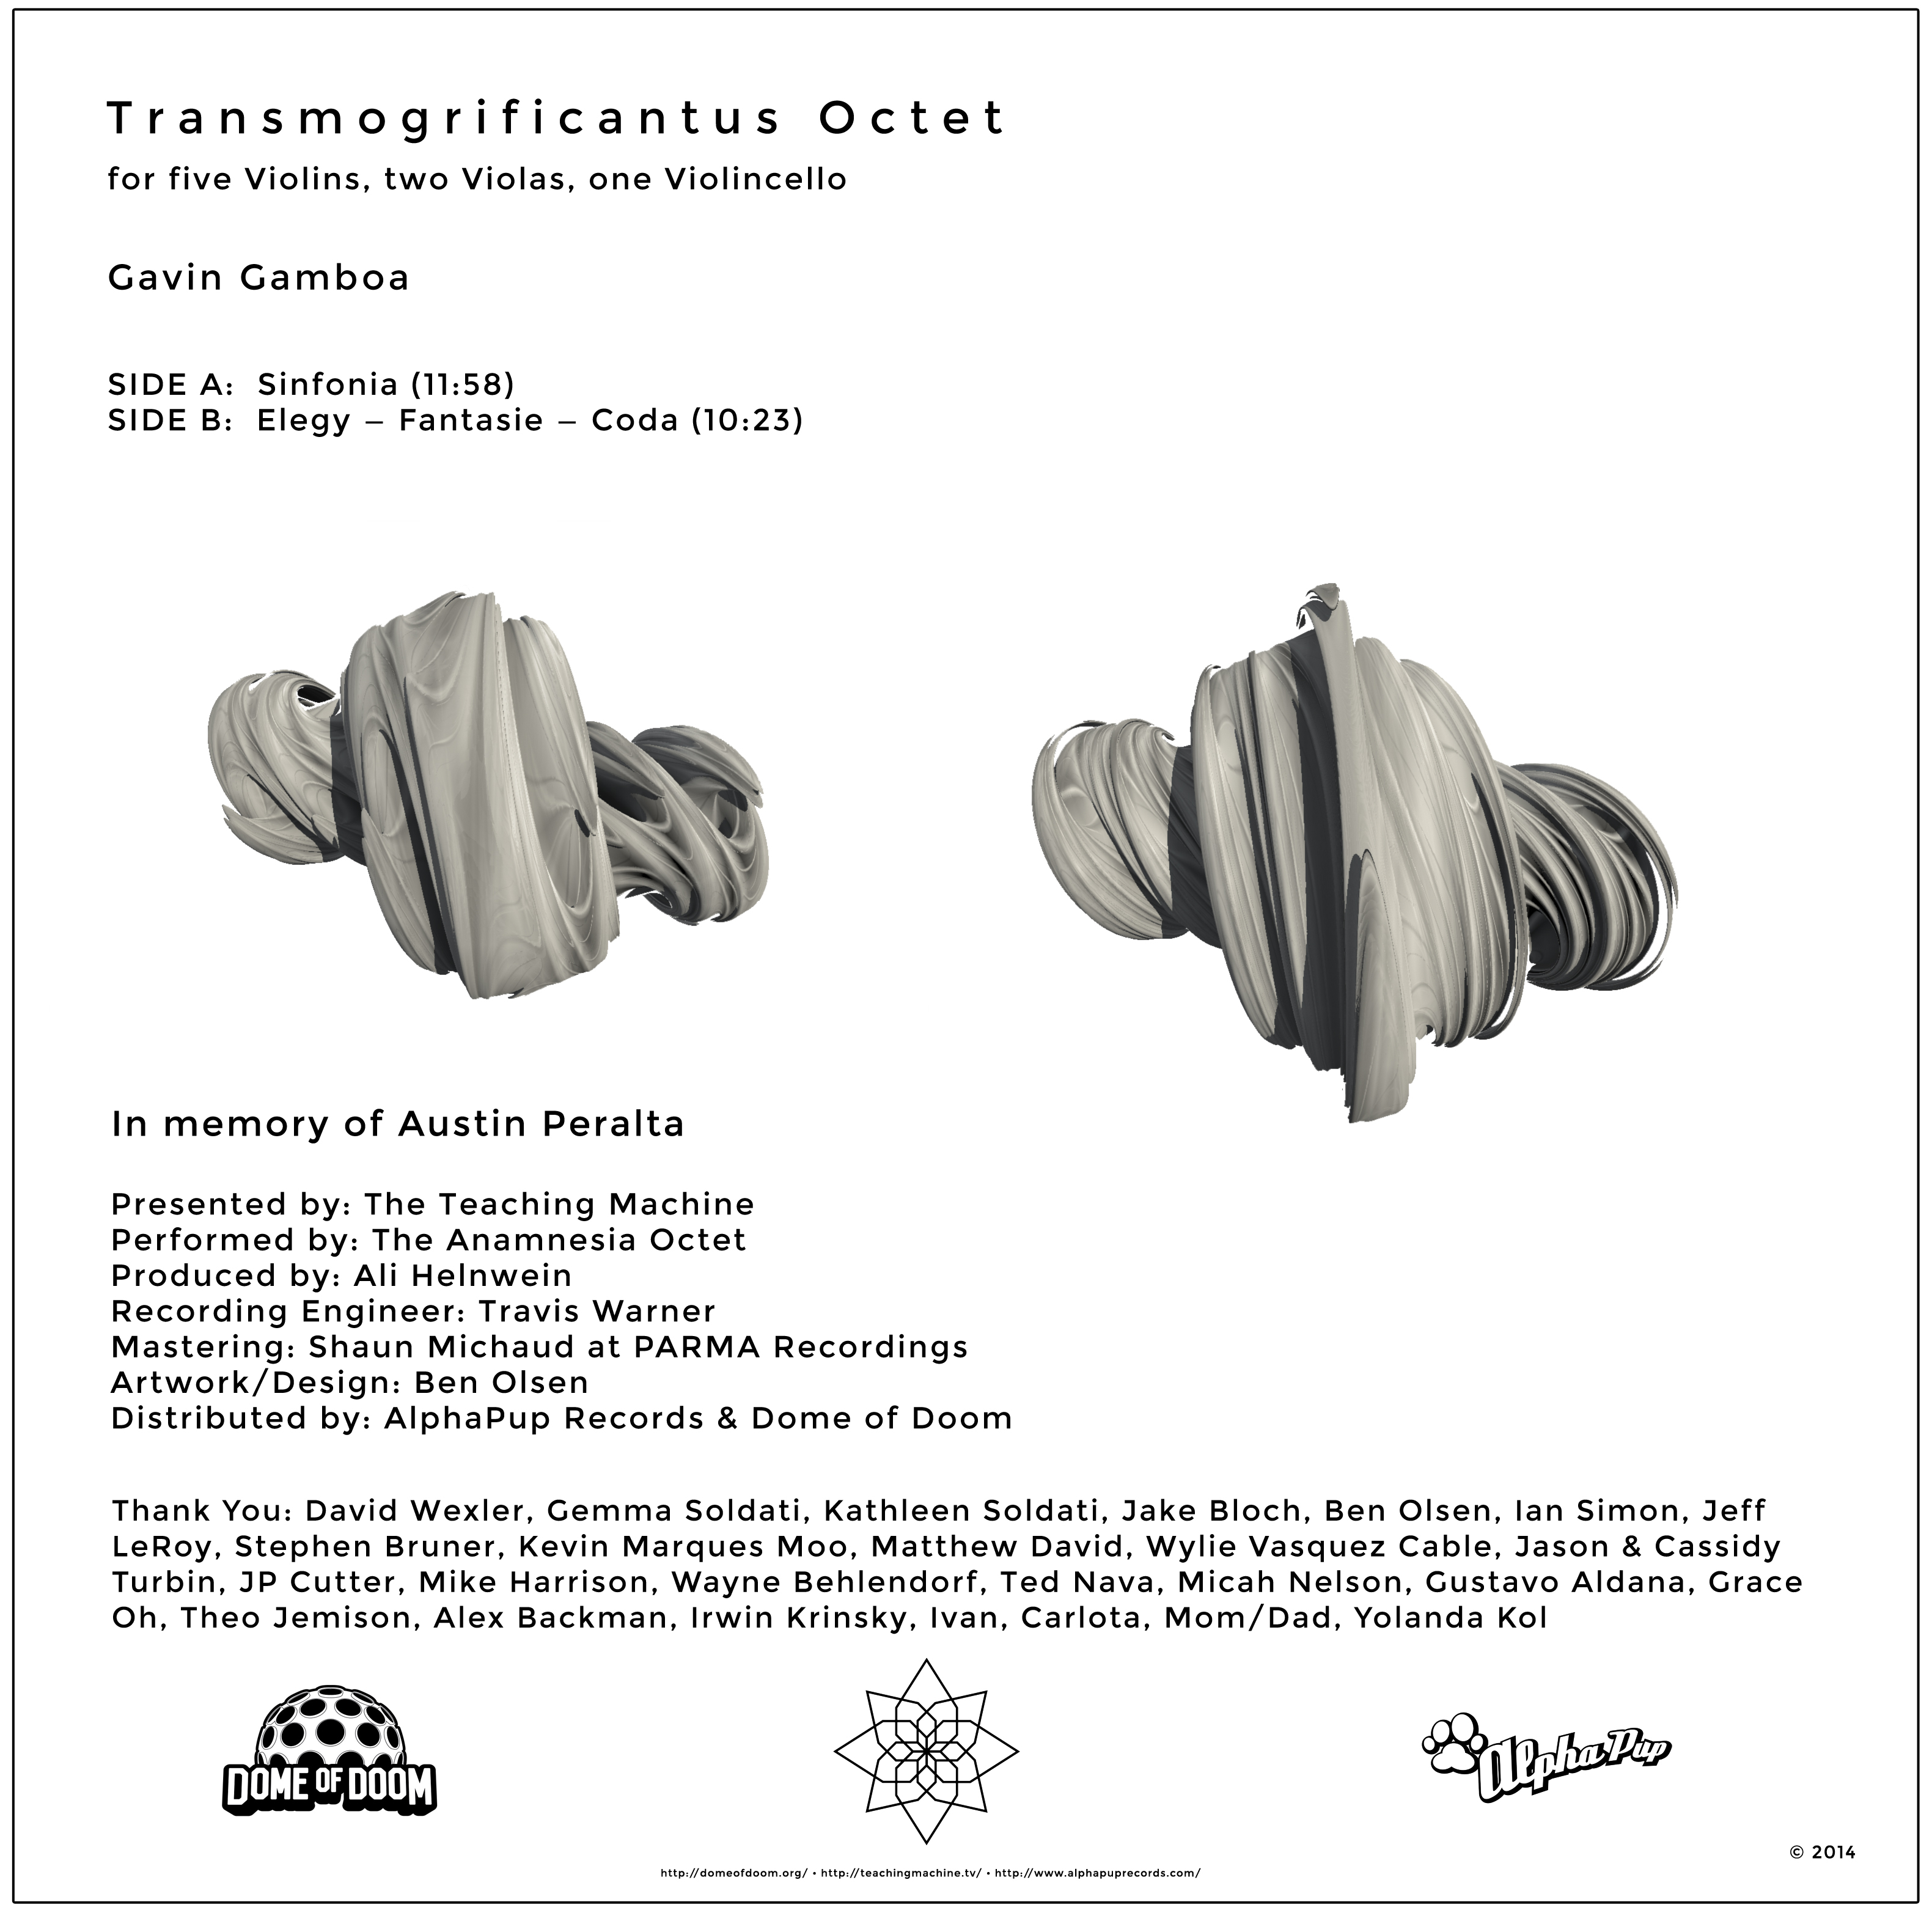 Transmogrificantus Octet
for five Violins, two Violas, one Violincello
Gavin Gamboa
SIDE A: Sinfonia (11:58)
SIDE B: Elegy – Fantasie – Coda (10:23)
In memory of Austin Peralta
Presented by: The Teaching Machine
Performed by: The Anamnesia Octet
Produced by: Ali Helnwein
Recording Engineer: Travis Warner
Mastering: Shaun Michaud at PARMA Recordings
Artwork/Design: Ben Olsen
Distributed by: AlphaPup Records & Dome of Doom
Thank You: David Wexler, Gemma Soldati, Kathleen Soldati, Jake Bloch, Ben Olsen, Ian Simon, Jeff
LeRoy, Stephen Bruner, Kevin Marques Moo, Matthew David, Wylie Vasquez Cable, Jason & Cassidy
Turbin, JP Cutter, Mike Harrison, Wayne Behlendorf, Ted Nava, Micah Nelson, Gustavo Aldana, Grace
Oh, Theo Jemison, Alex Backman, Irwin Krinsky, Ivan, Carlota, Mom/Dad, Yolanda Kol
DOME OF DOOM
Alpha Pup
© 2014
http://domeofdoom.org/ • http://teachingmachine.tv/ • http://www.alphapuprecords.com/